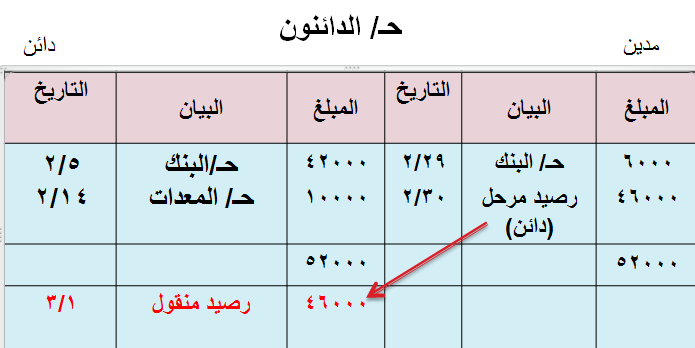 حـ/ الدائنون
مدين دائن
المبلغ البيان التاريخ المبلغ البيان التاريخ
٦٠٠٠ حـ/ البنك ٢/٢٩ ٤٢٠٠٠ حـ/البنك ٢/٥
٤٦٠٠٠ رصيد مرحل ٢/٣٠ ١٠٠٠٠ حـ/ المعدات ٢/١٤
(دائن)
٥٢٠٠٠ ٥٢٠٠٠
٤٦٠٠٠ رصيد منقول ٣/١